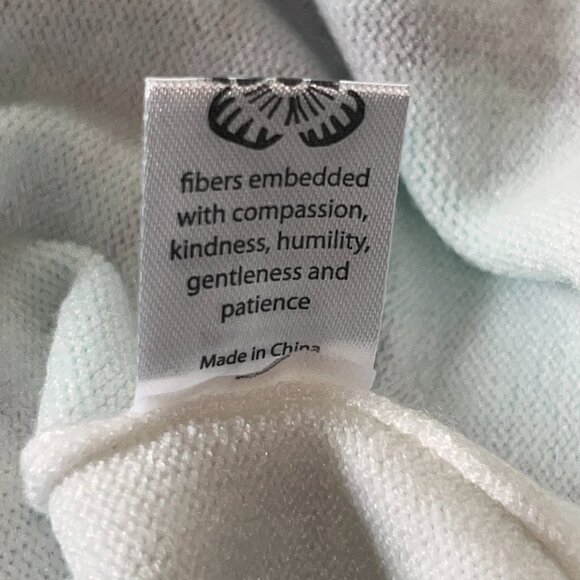 fibers embedded
with compassion,
kindness, humility,
gentleness and
patience
Made in China